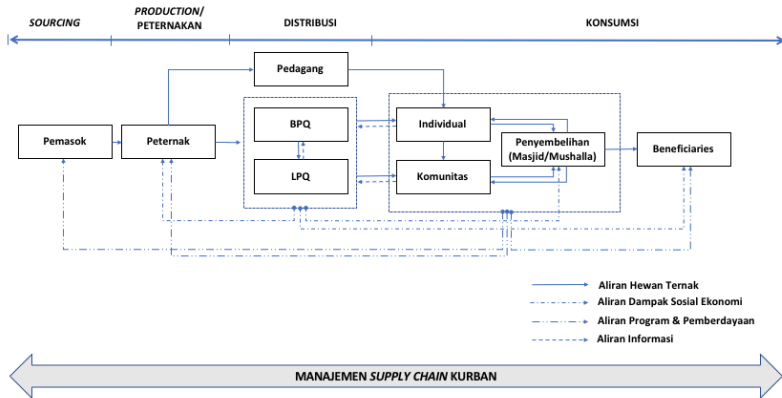 SOURCING
PRODUCTION/
PETERNAKAN
DISTRIBUSI
KONSUMSI
Pedagang
Pemasok
Peternak
BPQ
LPQ
Individual
Komunitas
Penyembelihan
(Masjid/Mushalla)
Beneficiaries
Aliran Hewan Ternak
Aliran Dampak Sosial Ekonomi
Aliran Program & Pemberdayaan
Aliran Informasi
MANAJEMEN SUPPLY CHAIN KURBAN